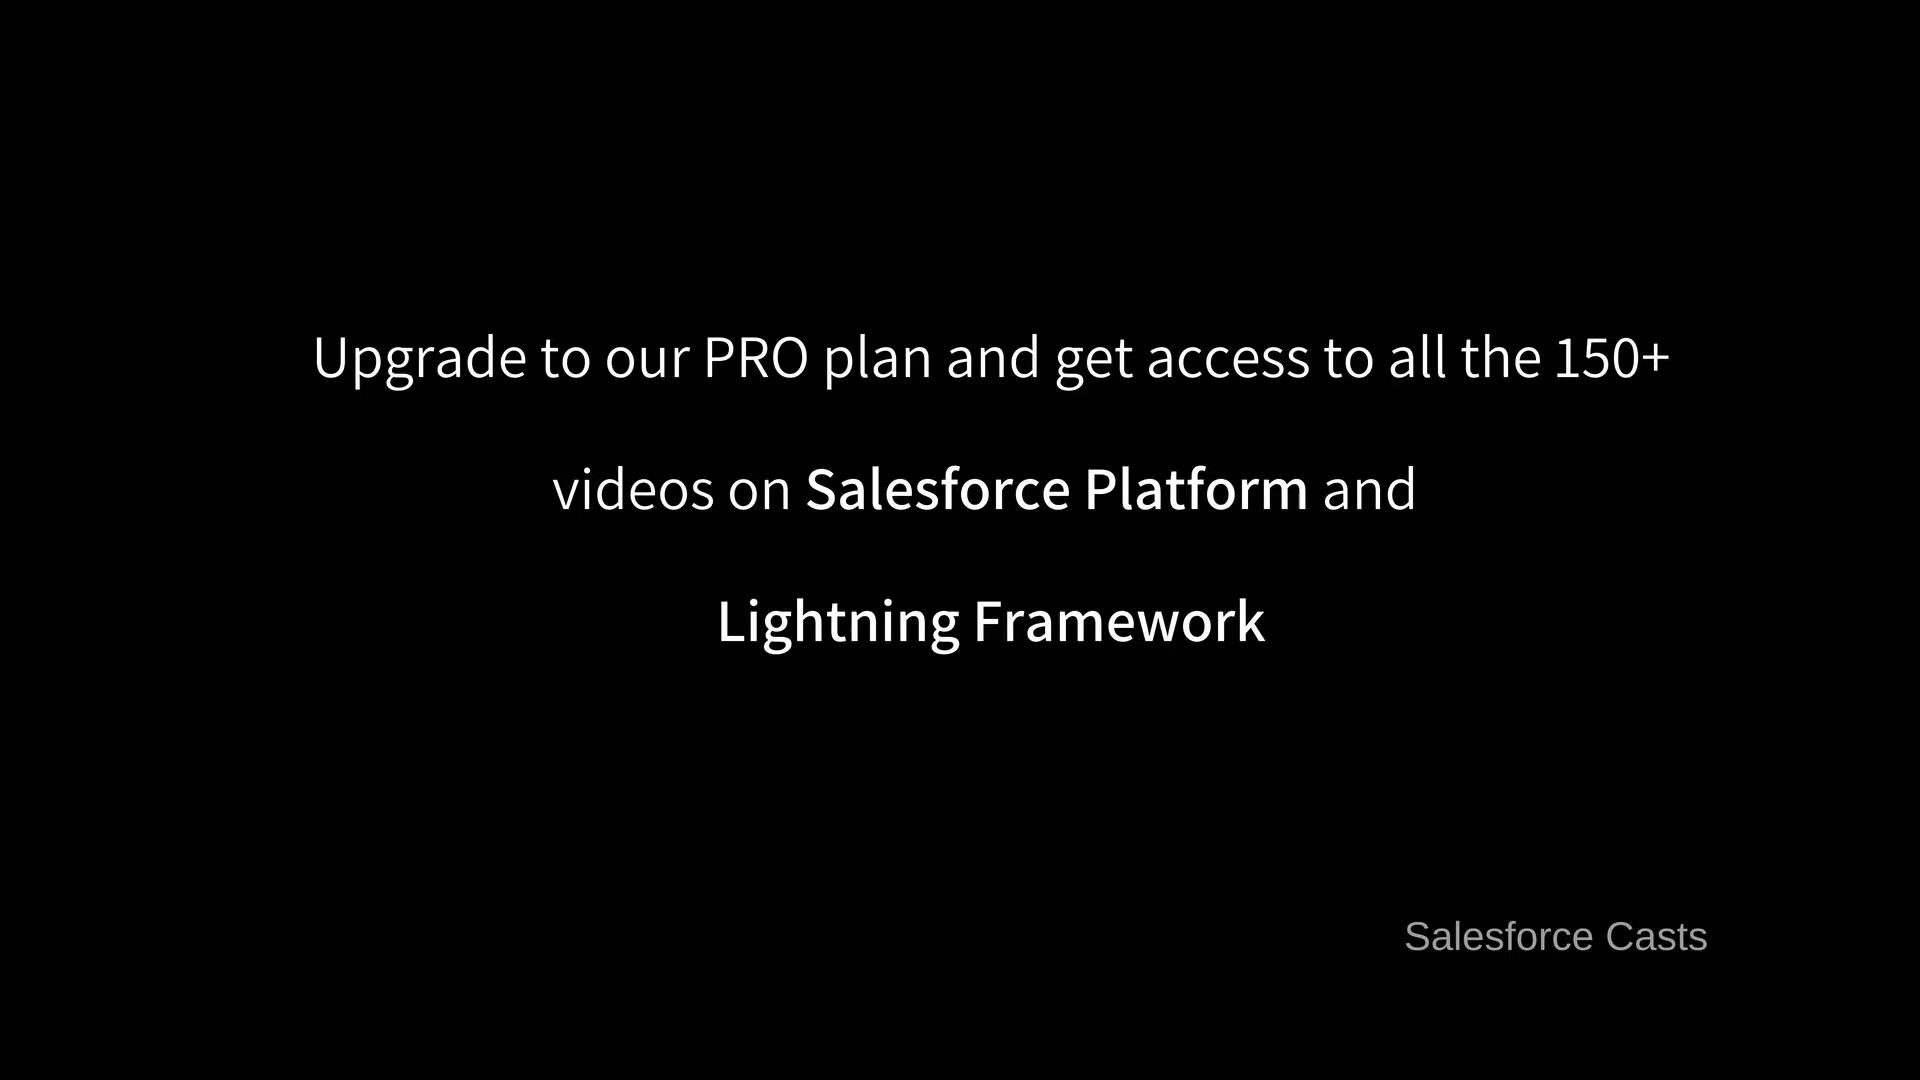 Upgrade to our PRO plan and get access to all the 150+
videos on Salesforce Platform and
Lightning Framework
Salesforce Casts